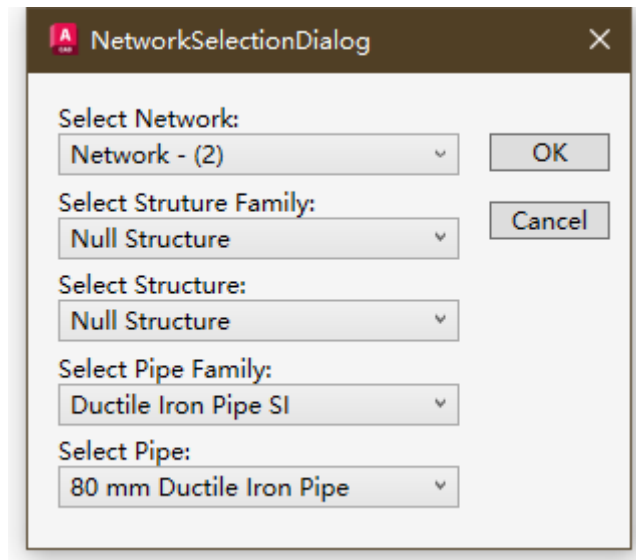 NetworkSelectionDialog
Select Network:
Network - (2)
OK
Select Struture Family:
Null Structure
Cancel
Select Structure:
Null Structure
Select Pipe Family:
Ductile Iron Pipe SI
Select Pipe:
80 mm Ductile Iron Pipe